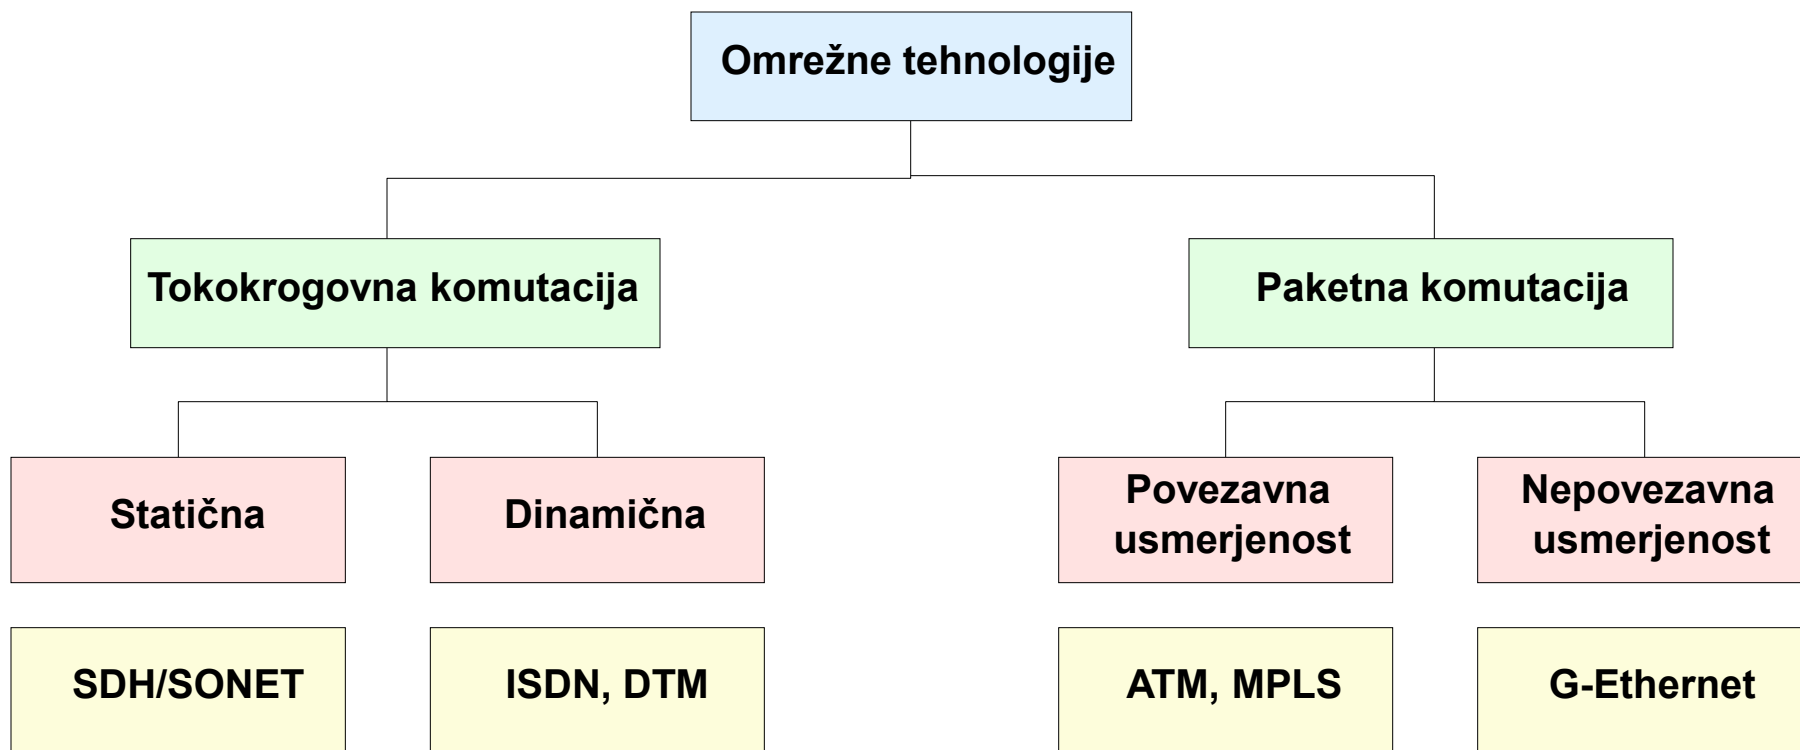 Omrežne tehnologije
Tokokrogovna komutacija
Paketna komutacija
Statična
Dinamična
Povezavna
usmerjenost
Nepovezavna
usmerjenost
SDH/SONET
ISDN, DTM
ATM, MPLS
G-Ethernet